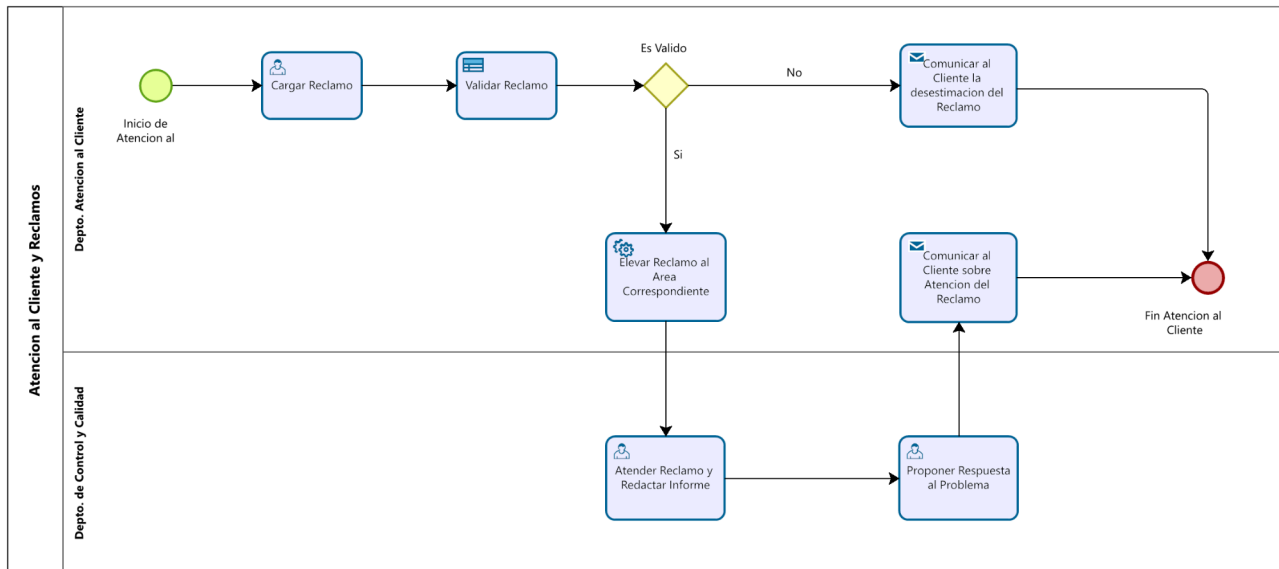 Atencion al Cliente y Reclamos
Depto. Atencion al Cliente
Inicio de
Atencion al
Cargar Reclamo
Validar Reclamo
Es Valido
No
Si
Comunicar al
Cliente la
desestimacion del
Reclamo
Elevar Reclamo al
Area
Correspondiente
Comunicar al
Cliente sobre
Atencion del
Reclamo
Fin Atencion al
Cliente
Depto. de Control y Calidad
Atender Reclamo y
Redactar Informe
Proponer Respuesta
al Problema